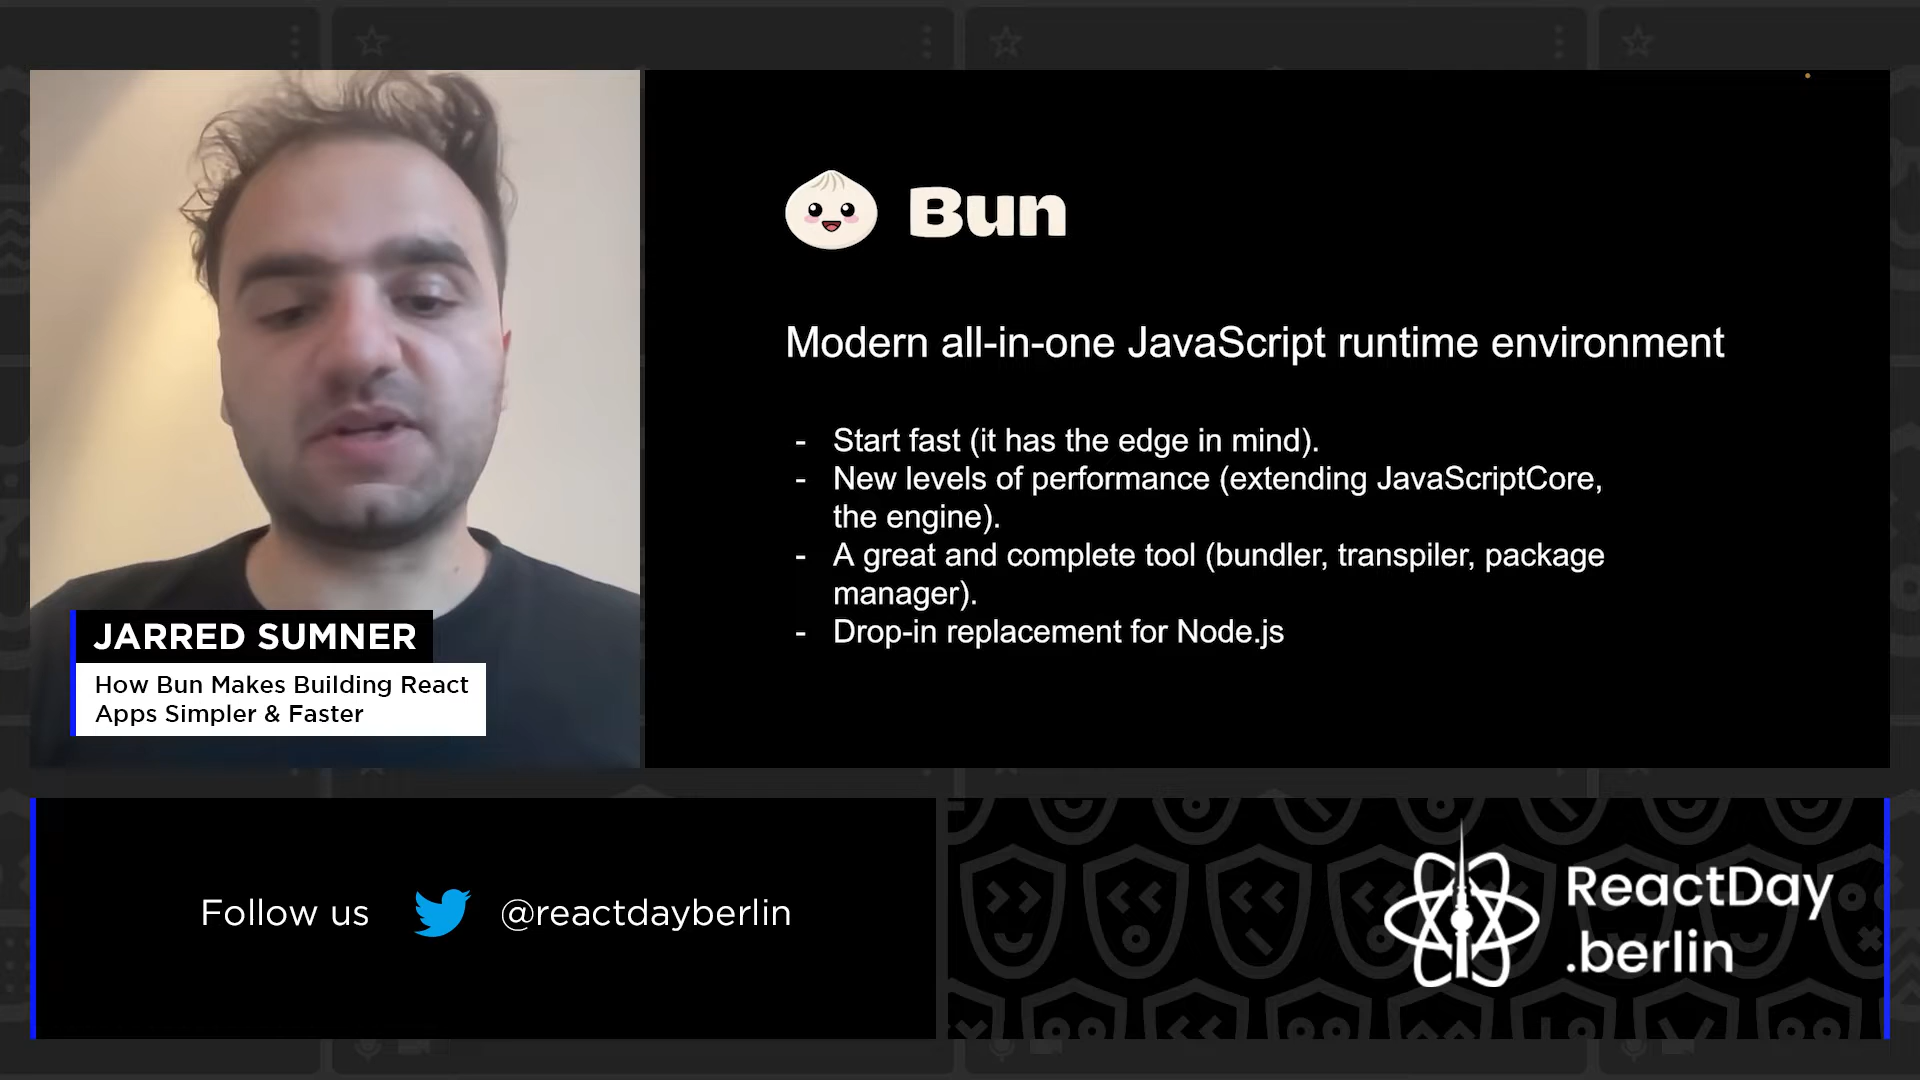 Bun
Modern all-in-one JavaScript runtime environment
- Start fast (it has the edge in mind).
- New levels of performance (extending JavaScriptCore,
the engine).
- A great and complete tool (bundler, transpiler, package
manager).
- Drop-in replacement for Node.js
JARRED SUMNER
How Bun Makes Building React
Apps Simpler & Faster
Follow us @reactdayberlin
ReactDay
.berlin